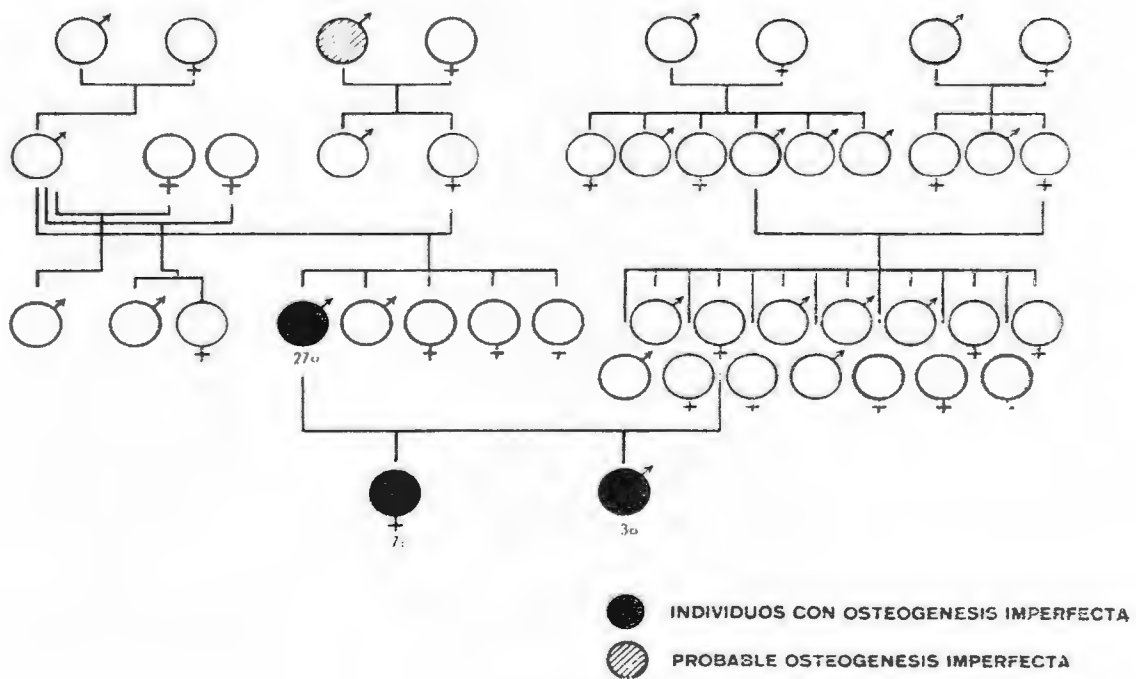 27a
3a
INDIVIDUOS CON OSTEOGENESIS IMPERFECTA
PROBABLE OSTEOGENESIS IMPERFECTA